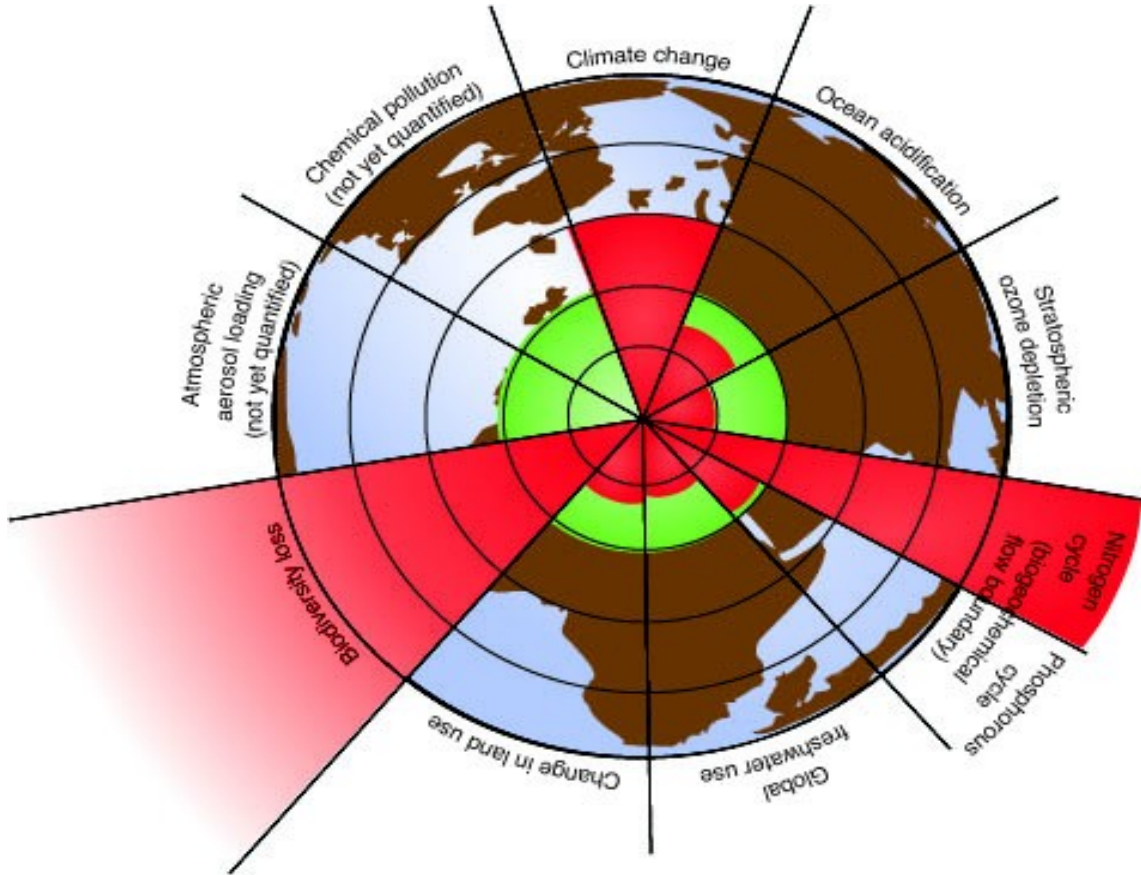 Climate change
Ocean acidification
Stratospheric
ozone depletion
Nitrogen
cycle
(biogeochemical
flow boundary)
Phosphorous
cycle
Global
freshwater use
Change in land use
Biodiversity loss
Atmospheric
aerosol loading
(not yet quantified)
Chemical pollution
(not yet quantified)